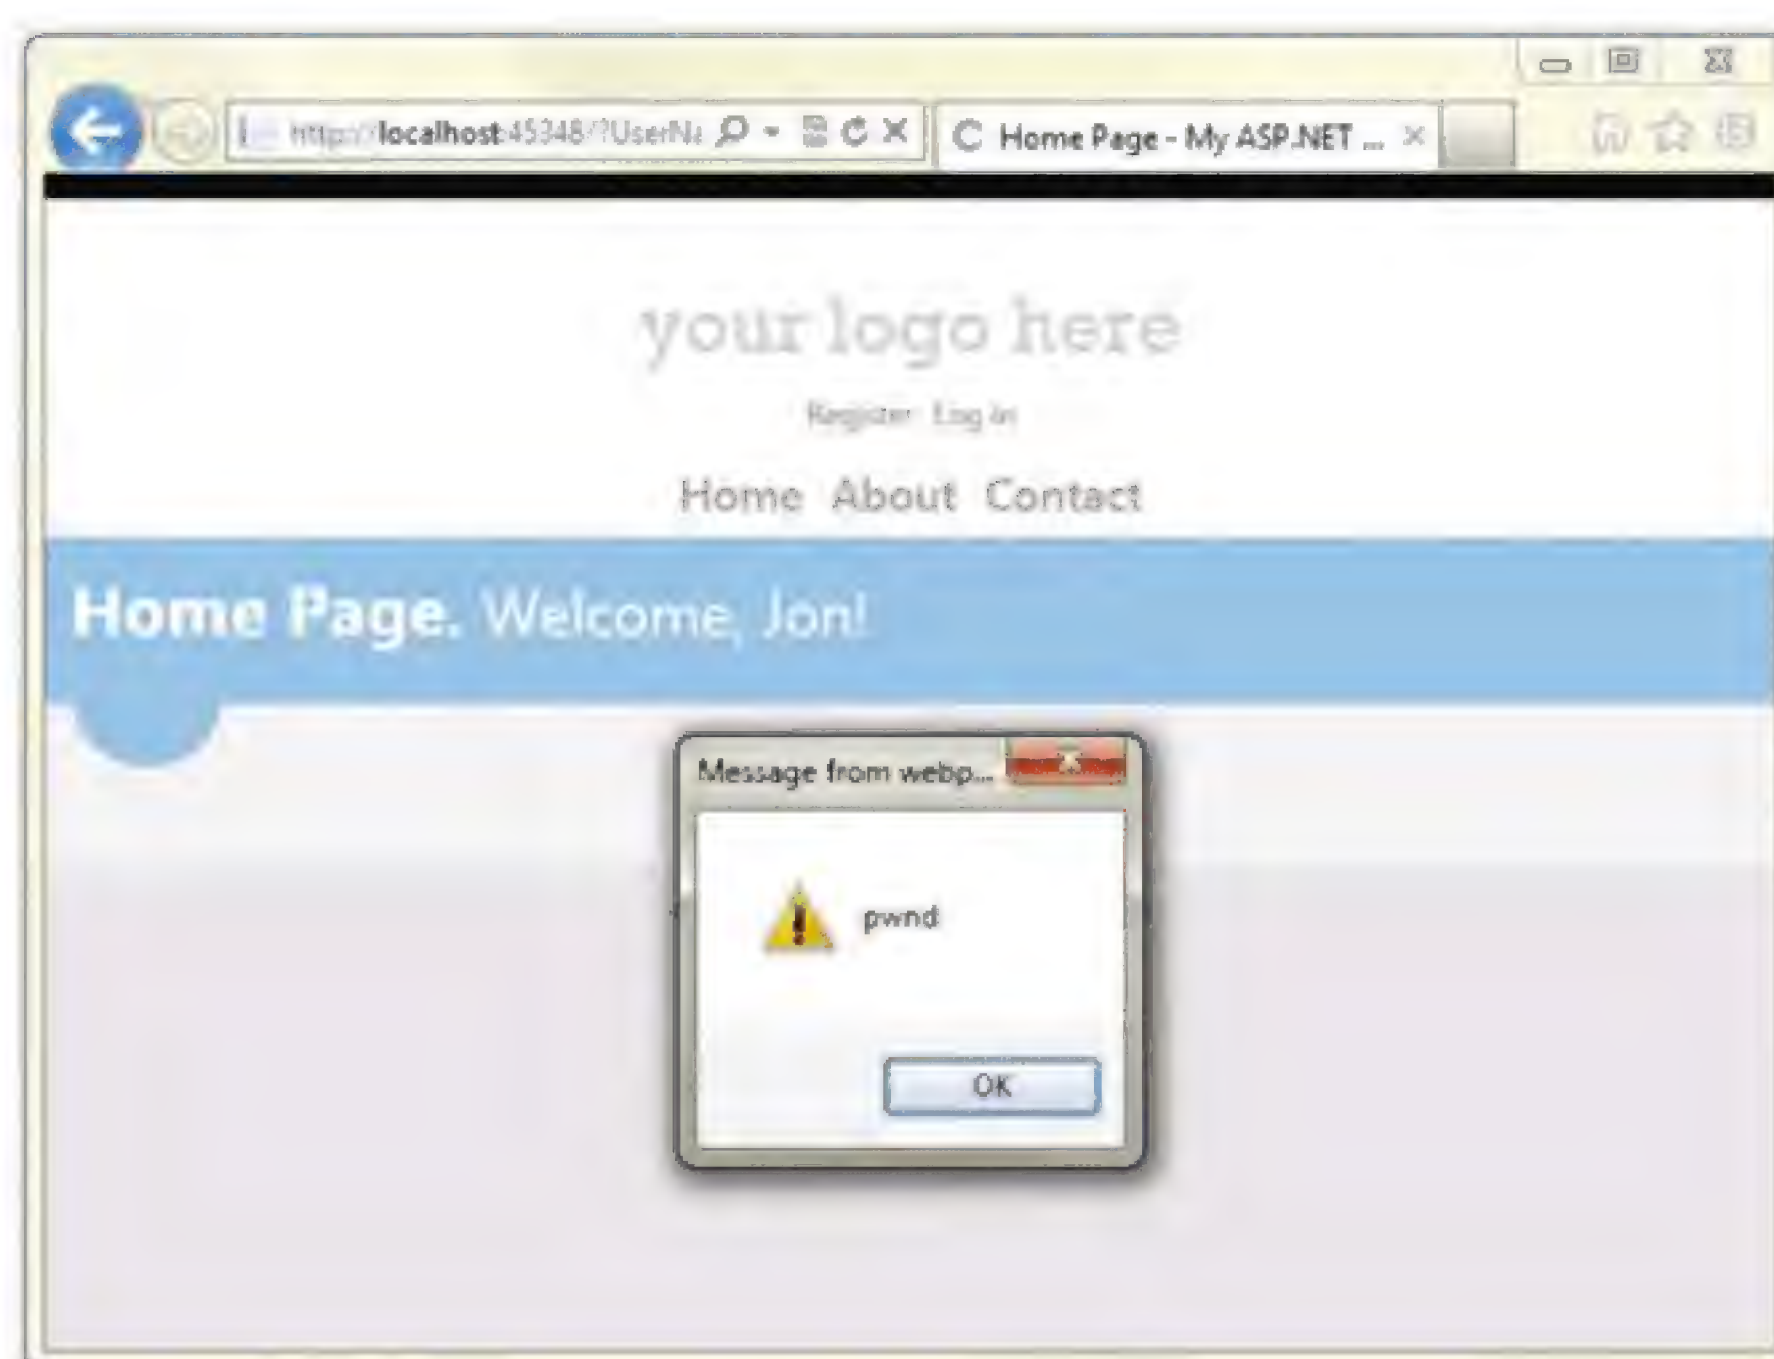 http://localhost:45348/?UserNa
Home Page - My ASP.NET ...
your logo here
Register Log in
Home About Contact
Home Page. Welcome, Jon!
Message from webp...
pwnd
OK